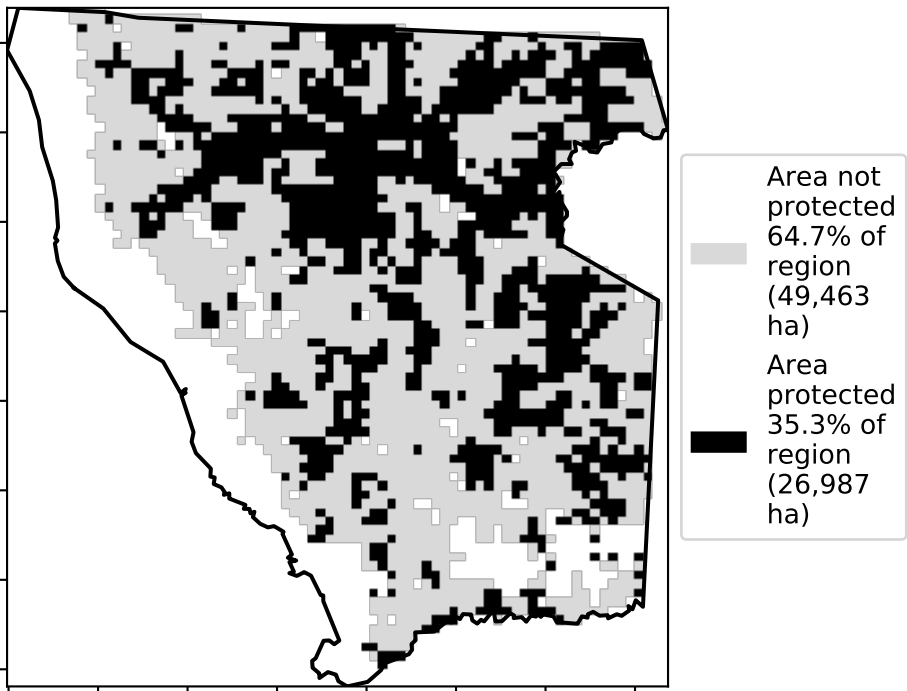 Area not
protected
64.7% of
region
(49,463
ha)
Area
protected
35.3% of
region
(26,987
ha)